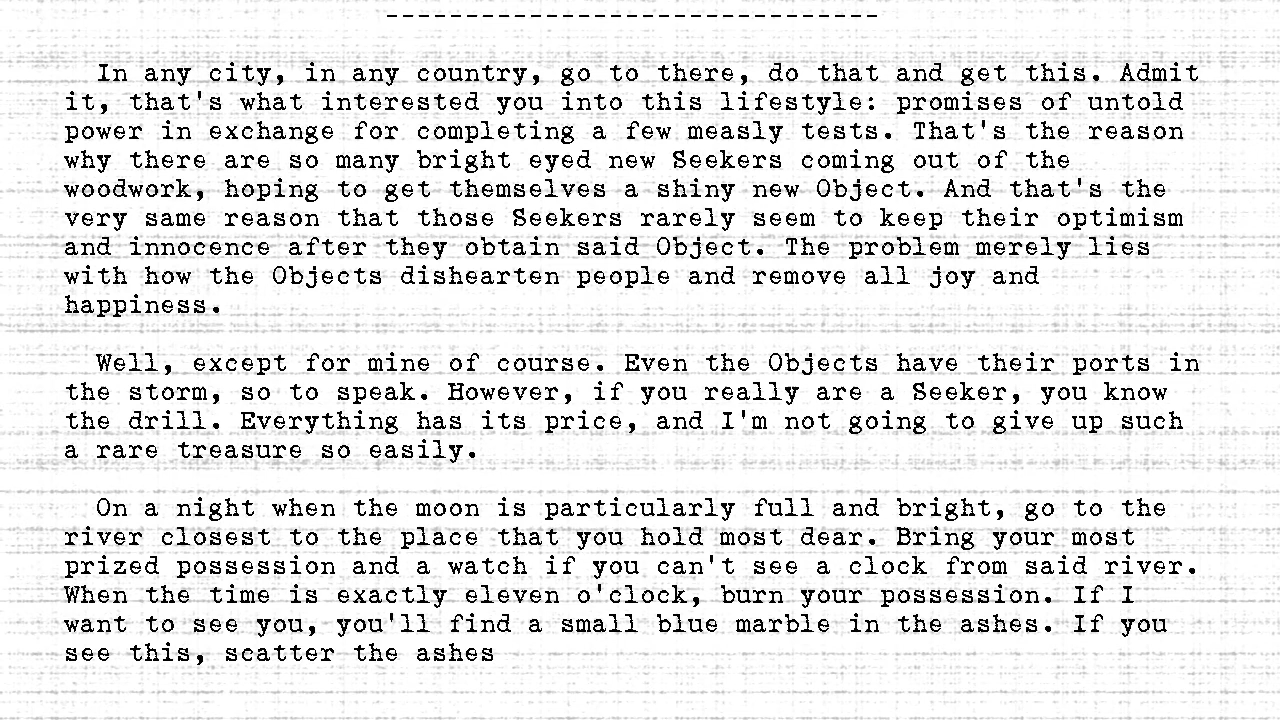 -------------------------------
In any city, in any country, go to there, do that and get this. Admit
it, that's what interested you into this lifestyle: promises of untold
power in exchange for completing a few measly tests. That's the reason
why there are so many bright eyed new Seekers coming out of the
woodwork, hoping to get themselves a shiny new Object. And that's the
very same reason that those Seekers rarely seem to keep their optimism
and innocence after they obtain said Object. The problem merely lies
with how the Objects dishearten people and remove all joy and
happiness.
Well, except for mine of course. Even the Objects have their ports in
the storm, so to speak. However, if you really are a Seeker, you know
the drill. Everything has its price, and I'm not going to give up such
a rare treasure so easily.
On a night when the moon is particularly full and bright, go to the
river closest to the place that you hold most dear. Bring your most
prized possession and a watch if you can't see a clock from said river.
When the time is exactly eleven o'clock, burn your possession. If I
want to see you, you'll find a small blue marble in the ashes. If you
see this, scatter the ashes